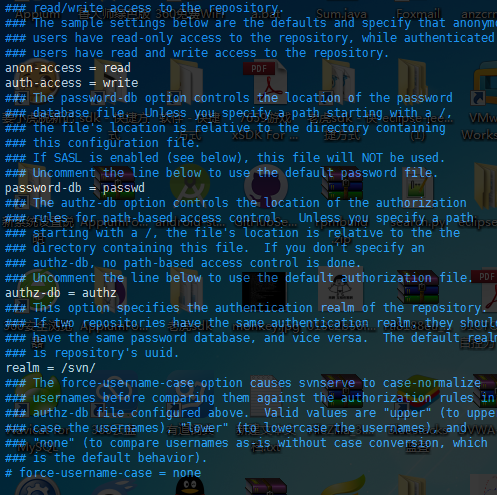 ### read/write access to the repository.
### The sample settings below are the defaults and specify that anonym
### users have read-only access to the repository, while authenticated
### users have read and write access to the repository.
anon-access = read
auth-access = write
### The password-db option controls the location of the password
### database file.  Unless you specify a path starting with a /,
### the file's location is relative to the directory containing
### this configuration file.
### If SASL is enabled (see below), this file will NOT be used.
### Uncomment the line below to use the default password file.
password-db = passwd
### The authz-db option controls the location of the authorization
### rules for path-based access control.  Unless you specify a path
### starting with a /, the file's location is relative to the the
### directory containing this file.  If you don't specify an
### authz-db, no path-based access control is done.
### Uncomment the line below to use the default authorization file.
authz-db = authz
### This option specifies the authentication realm of the repository.
### If two repositories have the same authentication realm, they shoul
### have the same password database, and vice versa.  The default real
### is repository's uuid.
realm = /svn/
### The force-username-case option causes svnserve to case-normalize
### usernames before comparing them against the authorization rules in
### authz-db file configured above.  Valid values are "upper" (to uppe
### case the usernames), "lower" (to lowercase the usernames), and
### "none" (to compare usernames as-is without case conversion, which
### is the default behavior).
# force-username-case = none
Sum.java
Foxmail
PDF